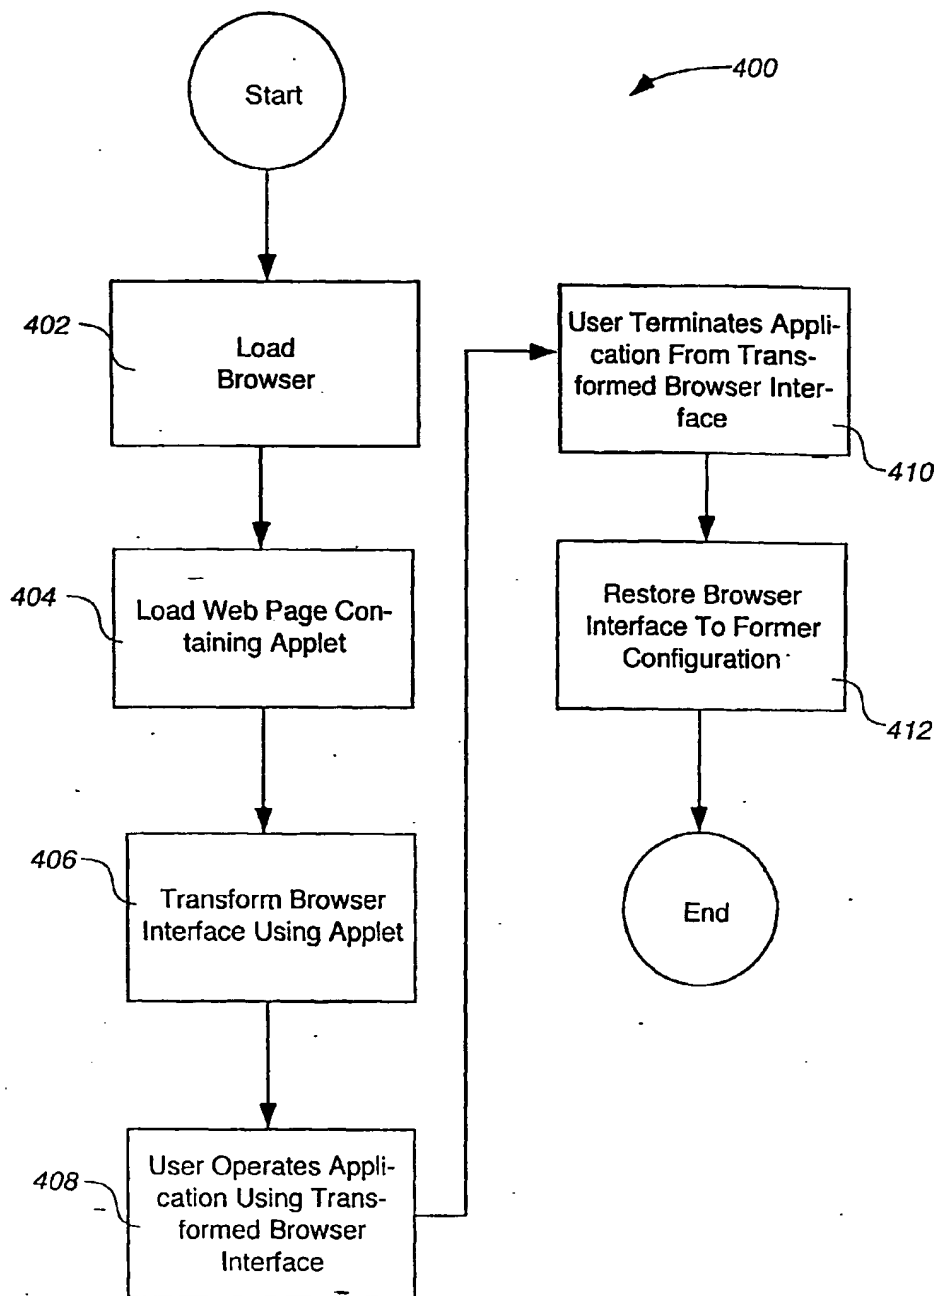 Start
400
402
Load
Browser
404
Load Web Page Con-
taining Applet
406
Transform Browser
Interface Using Applet
408
User Operates Appli-
cation Using Trans-
formed Browser
Interface
User Terminates Appli-
cation From Trans-
formed Browser Inter-
face
410
Restore Browser
Interface To Former
Configuration
412
End